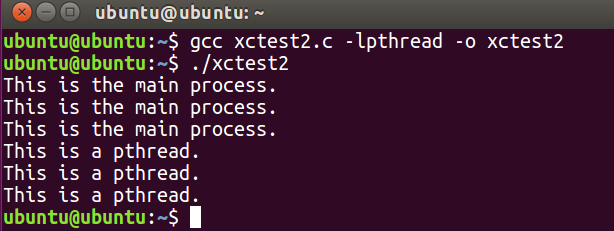 ubuntu@ubuntu: ~
ubuntu@ubuntu:~$ gcc xctest2.c -lpthread -o xctest2
ubuntu@ubuntu:~$ ./xctest2
This is the main process.
This is the main process.
This is the main process.
This is a pthread.
This is a pthread.
This is a pthread.
ubuntu@ubuntu:~$